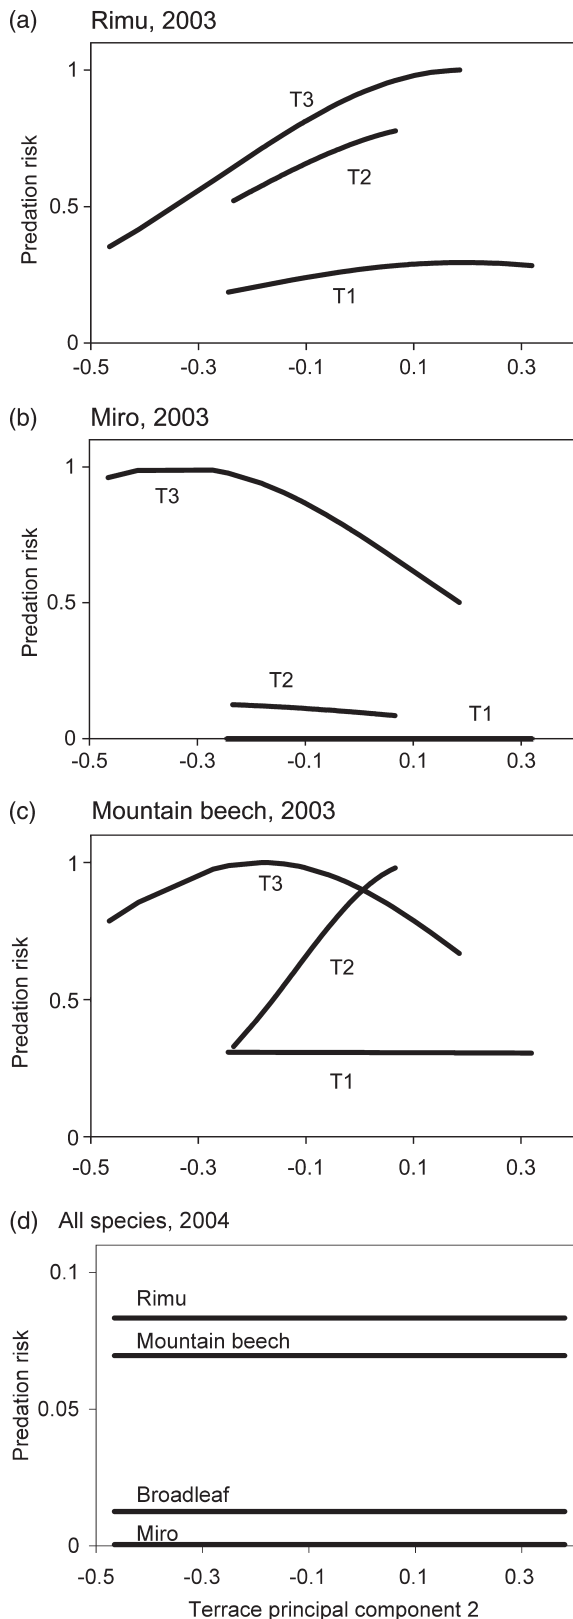 (a) Rimu, 2003
1
T3
T2
0.5
T1
0
-0.5 -0.3 -0.1 0.1 0.3
Predation risk
(b) Miro, 2003
1
T3
0.5
T2
T1
0
-0.5 -0.3 -0.1 0.1 0.3
Predation risk
(c) Mountain beech, 2003
1
T3
T2
0.5
T1
0
-0.5 -0.3 -0.1 0.1 0.3
Predation risk
(d) All species, 2004
0.1
Rimu
Mountain beech
0.05
Broadleaf
Miro
0
-0.5 -0.3 -0.1 0.1 0.3
Predation risk
Terrace principal component 2